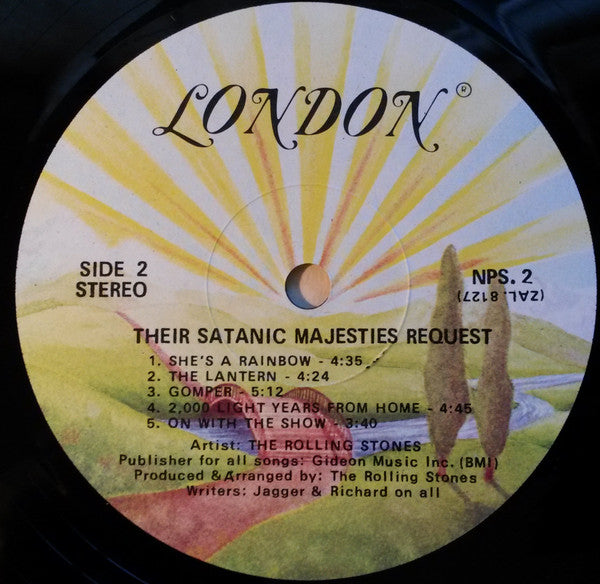 LONDON®
SIDE 2
STEREO
NPS. 2
(ZAL. 8127)
THEIR SATANIC MAJESTIES REQUEST
1. SHE'S A RAINBOW - 4:35
2. THE LANTERN - 4:24
3. GOMPER - 5:12
4. 2,000 LIGHT YEARS FROM HOME - 4:45
5. ON WITH THE SHOW - 3:40
Artist: THE ROLLING STONES
Publisher for all songs: Gideon Music Inc. (BMI)
Produced & Arranged by: The Rolling Stones
Writers: Jagger & Richard on all